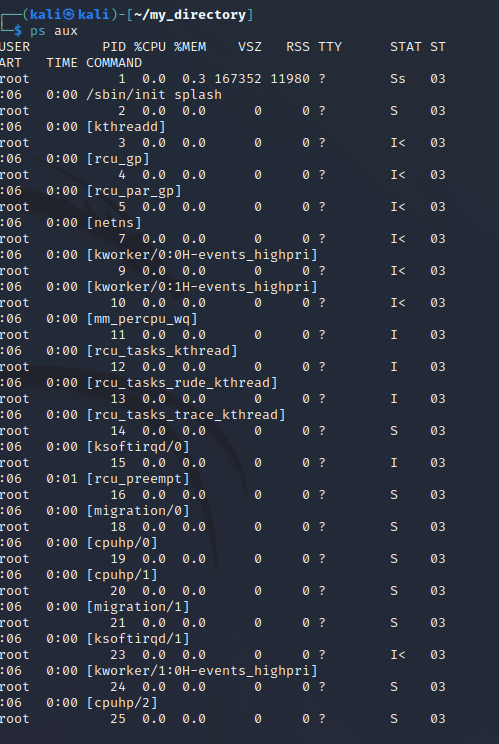 ┌──(kali㉿kali)-[~/my_directory]
└─$ ps aux
USER         PID %CPU %MEM    VSZ   RSS TTY      STAT ST
ART   TIME COMMAND
root           1  0.0  0.3 167352 11980 ?        Ss   03
:06   0:00 /sbin/init splash
root           2  0.0  0.0      0     0 ?        S    03
:06   0:00 [kthreadd]
root           3  0.0  0.0      0     0 ?        I<   03
:06   0:00 [rcu_gp]
root           4  0.0  0.0      0     0 ?        I<   03
:06   0:00 [rcu_par_gp]
root           5  0.0  0.0      0     0 ?        I<   03
:06   0:00 [netns]
root           7  0.0  0.0      0     0 ?        I<   03
:06   0:00 [kworker/0:0H-events_highpri]
root           9  0.0  0.0      0     0 ?        I<   03
:06   0:00 [kworker/0:1H-events_highpri]
root          10  0.0  0.0      0     0 ?        I<   03
:06   0:00 [mm_percpu_wq]
root          11  0.0  0.0      0     0 ?        I    03
:06   0:00 [rcu_tasks_kthread]
root          12  0.0  0.0      0     0 ?        I    03
:06   0:00 [rcu_tasks_rude_kthread]
root          13  0.0  0.0      0     0 ?        I    03
:06   0:00 [rcu_tasks_trace_kthread]
root          14  0.0  0.0      0     0 ?        S    03
:06   0:00 [ksoftirqd/0]
root          15  0.0  0.0      0     0 ?        I    03
:06   0:01 [rcu_preempt]
root          16  0.0  0.0      0     0 ?        S    03
:06   0:00 [migration/0]
root          18  0.0  0.0      0     0 ?        S    03
:06   0:00 [cpuhp/0]
root          19  0.0  0.0      0     0 ?        S    03
:06   0:00 [cpuhp/1]
root          20  0.0  0.0      0     0 ?        S    03
:06   0:00 [migration/1]
root          21  0.0  0.0      0     0 ?        S    03
:06   0:00 [ksoftirqd/1]
root          23  0.0  0.0      0     0 ?        I<   03
:06   0:00 [kworker/1:0H-events_highpri]
root          24  0.0  0.0      0     0 ?        S    03
:06   0:00 [cpuhp/2]
root          25  0.0  0.0      0     0 ?        S    03